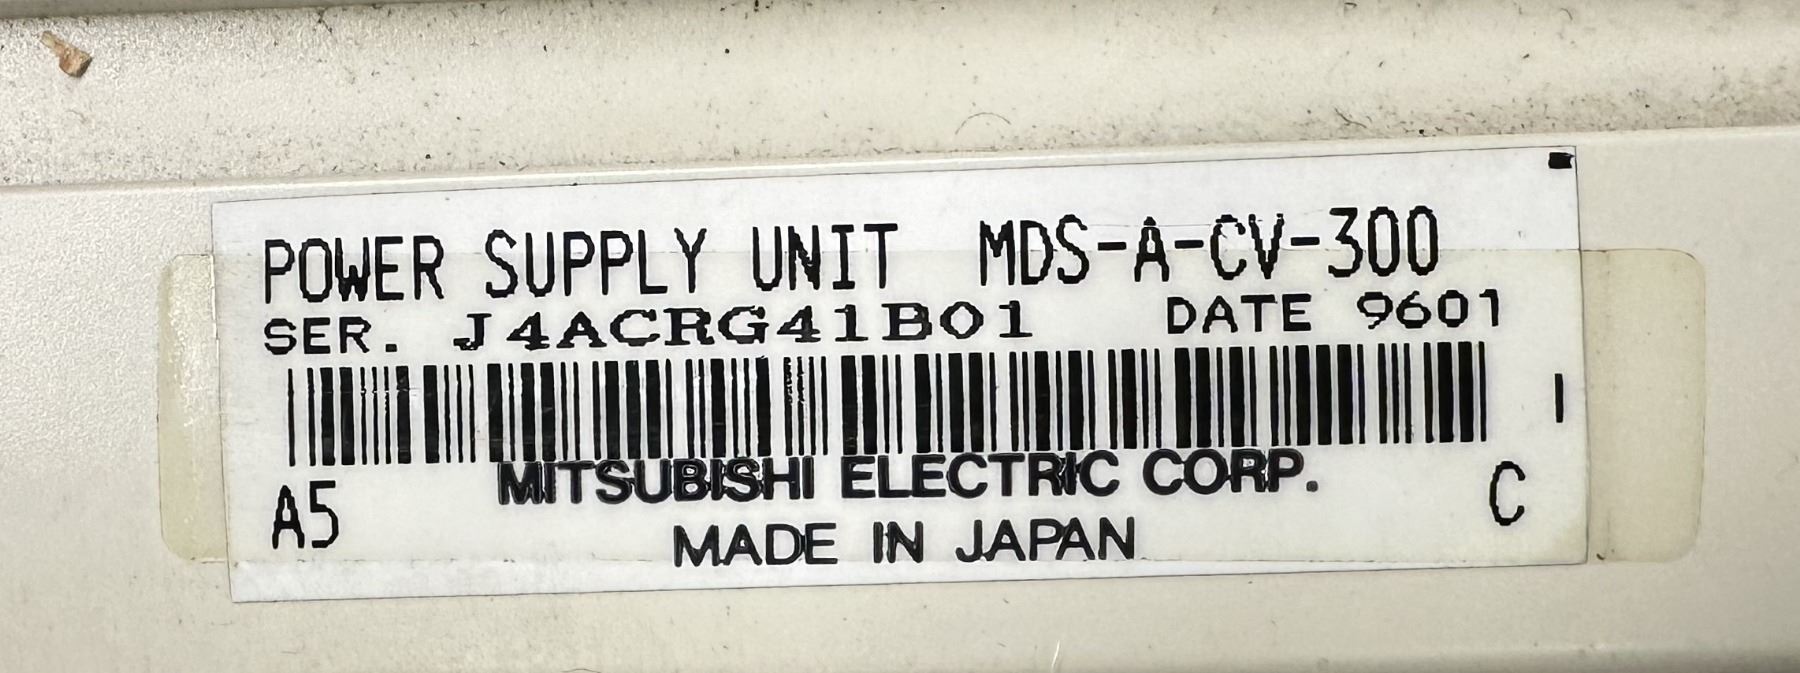 POWER SUPPLY UNIT MDS-A-CV-300
SER. J4ACRG41B01 DATE 9601
MITSUBISHI ELECTRIC CORP.
A5 C
MADE IN JAPAN